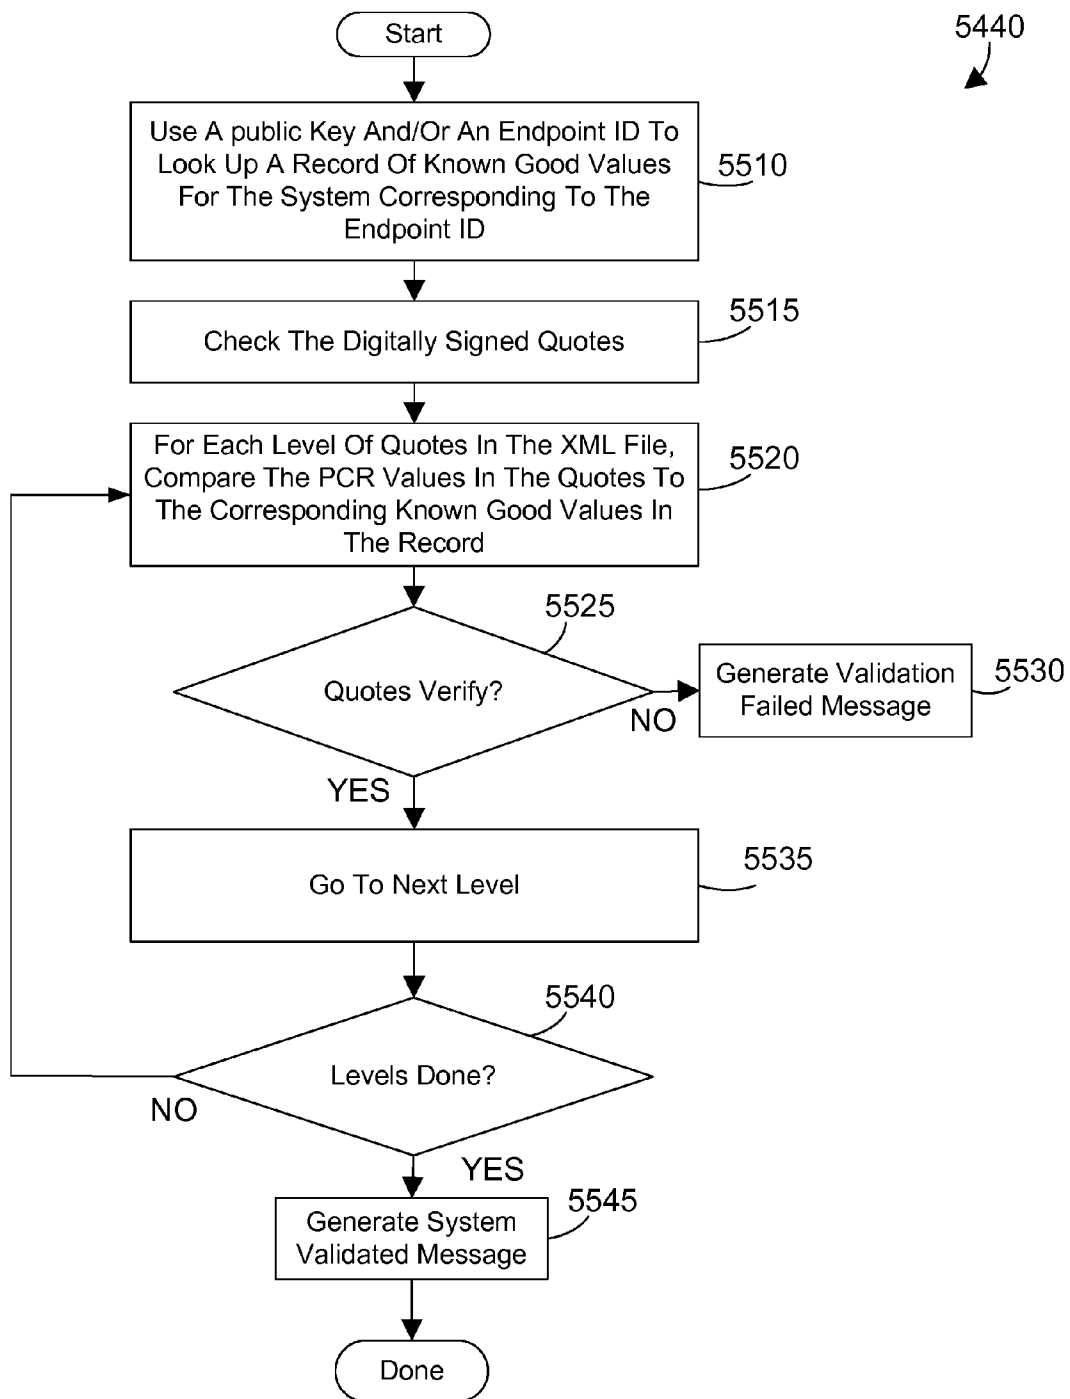 Start
5440
Use A public Key And/Or An Endpoint ID To
Look Up A Record Of Known Good Values
For The System Corresponding To The
Endpoint ID
5510
Check The Digitally Signed Quotes
5515
For Each Level Of Quotes In The XML File,
Compare The PCR Values In The Quotes To
The Corresponding Known Good Values In
The Record
5520
Quotes Verify?
5525
NO
Generate Validation
Failed Message
5530
YES
Go To Next Level
5535
Levels Done?
5540
NO
YES
Generate System
Validated Message
5545
Done